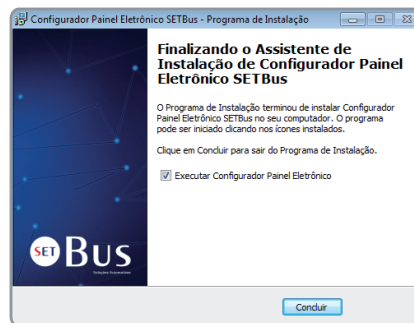 Configurador Painel Eletrônico SETBus - Programa de Instalação
Finalizando o Assistente de
Instalação de Configurador Painel
Eletrônico SETBus
O Programa de Instalação terminou de instalar Configurador
Painel Eletrônico SETBus no seu computador. O programa
pode ser iniciado clicando nos ícones instalados.
Clique em Concluir para sair do Programa de Instalação.
Executar Configurador Painel Eletrônico
SET Bus
Soluções Automotivas
Concluir